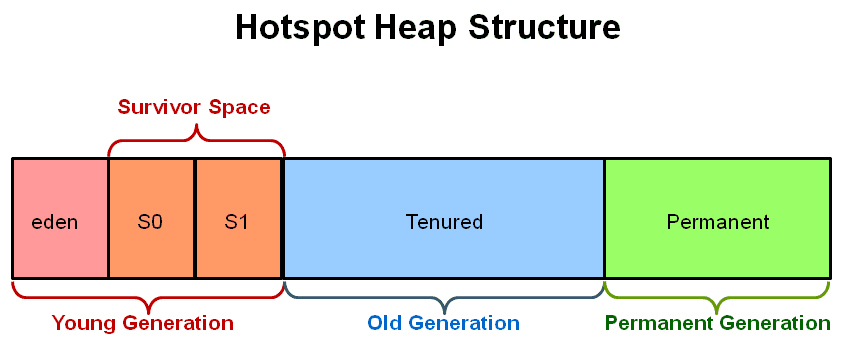 Hotspot Heap Structure
Survivor Space
eden S0 S1 Tenured Permanent
Young Generation Old Generation Permanent Generation